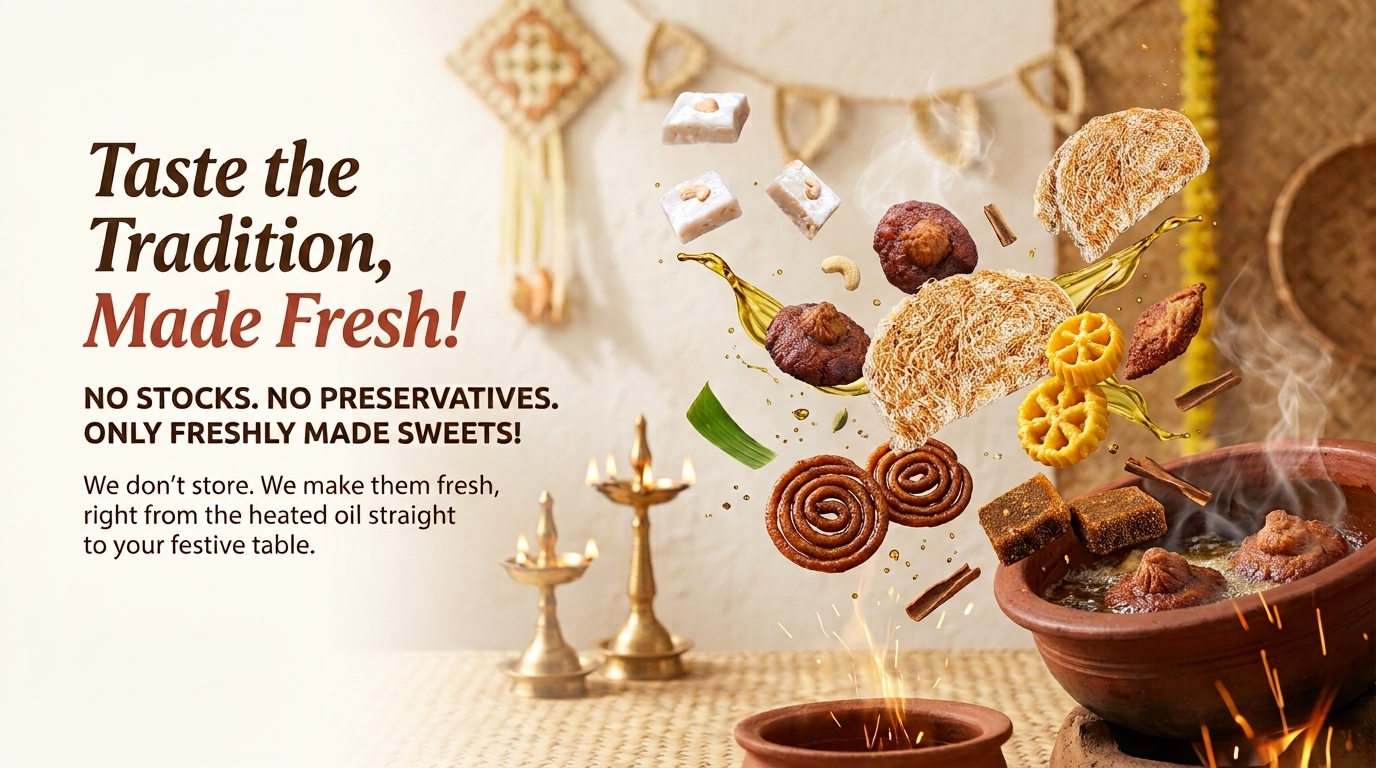 Taste the
Tradition,
Made Fresh!
NO STOCKS. NO PRESERVATIVES.
ONLY FRESHLY MADE SWEETS!
We don’t store. We make them fresh,
right from the heated oil straight
to your festive table.